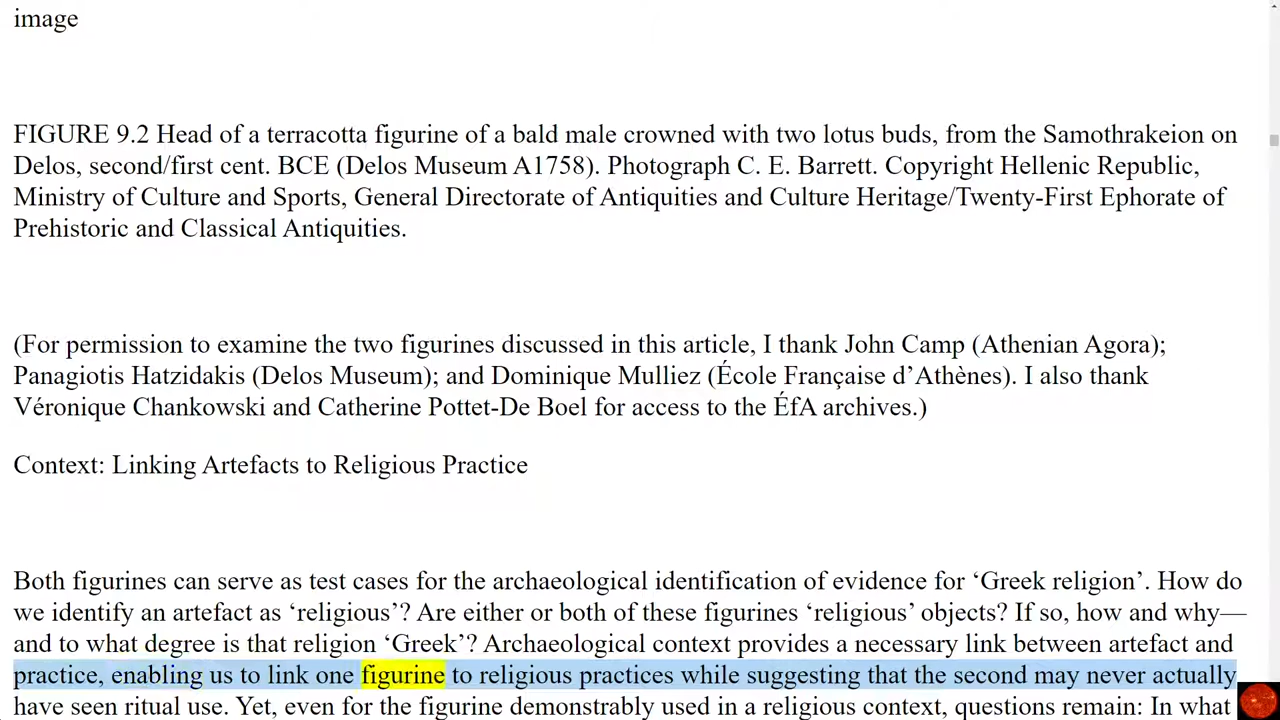 image
FIGURE 9.2 Head of a terracotta figurine of a bald male crowned with two lotus buds, from the Samothrakeion on
Delos, second/first cent. BCE (Delos Museum A1758). Photograph C. E. Barrett. Copyright Hellenic Republic,
Ministry of Culture and Sports, General Directorate of Antiquities and Culture Heritage/Twenty-First Ephorate of
Prehistoric and Classical Antiquities.
(For permission to examine the two figurines discussed in this article, I thank John Camp (Athenian Agora);
Panagiotis Hatzidakis (Delos Museum); and Dominique Mulliez (École Française d’Athènes). I also thank
Véronique Chankowski and Catherine Pottet-De Boel for access to the ÉfA archives.)
Context: Linking Artefacts to Religious Practice
Both figurines can serve as test cases for the archaeological identification of evidence for ‘Greek religion’. How do
we identify an artefact as ‘religious’? Are either or both of these figurines ‘religious’ objects? If so, how and why—
and to what degree is that religion ‘Greek’? Archaeological context provides a necessary link between artefact and
practice, enabling us to link one figurine to religious practices while suggesting that the second may never actually
have seen ritual use. Yet, even for the figurine demonstrably used in a religious context, questions remain: In what